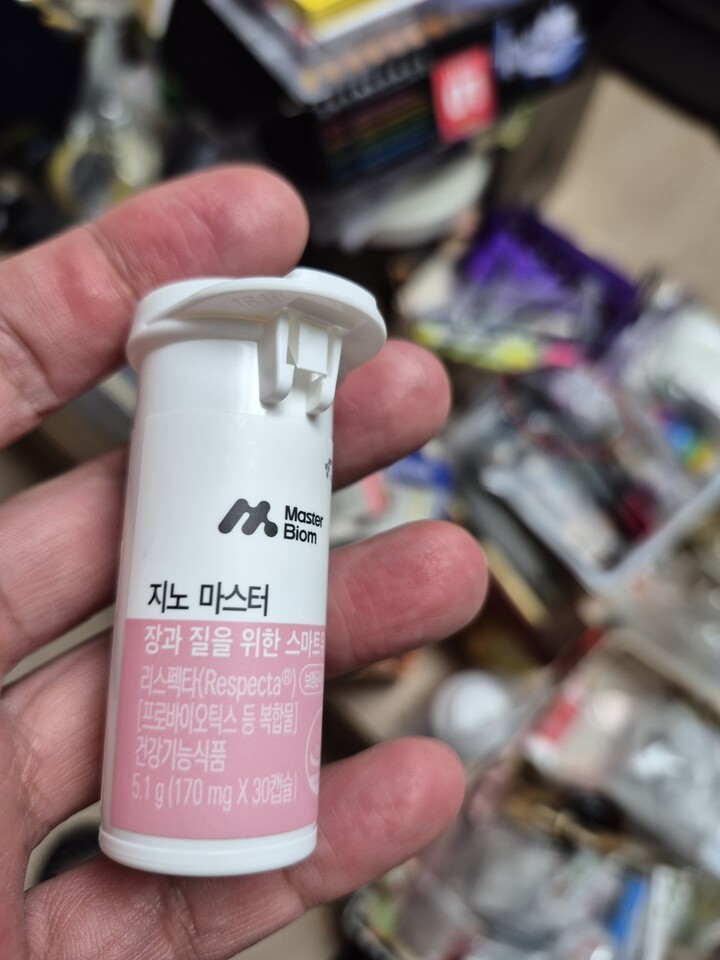 Master
Biom
지노 마스터
장과 질을 위한 스마트
리스펙타(Respecta®)
[프로바이오틱스 등 복합물]
건강기능식품
5.1 g (170 mg X 30캡슐)